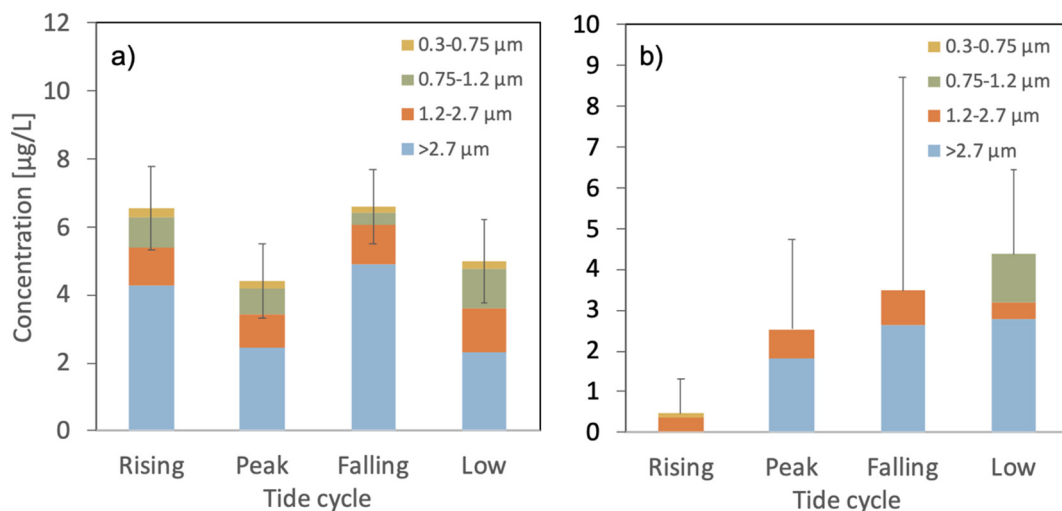 a)
Concentration [µg/L]
12
10
8
6
4
2
0
0.3-0.75 µm
0.75-1.2 µm
1.2-2.7 µm
>2.7 µm
Rising Peak Falling Low
Tide cycle
b)
10
9
8
7
6
5
4
3
2
1
0
0.3-0.75 µm
0.75-1.2 µm
1.2-2.7 µm
>2.7 µm
Rising Peak Falling Low
Tide cycle